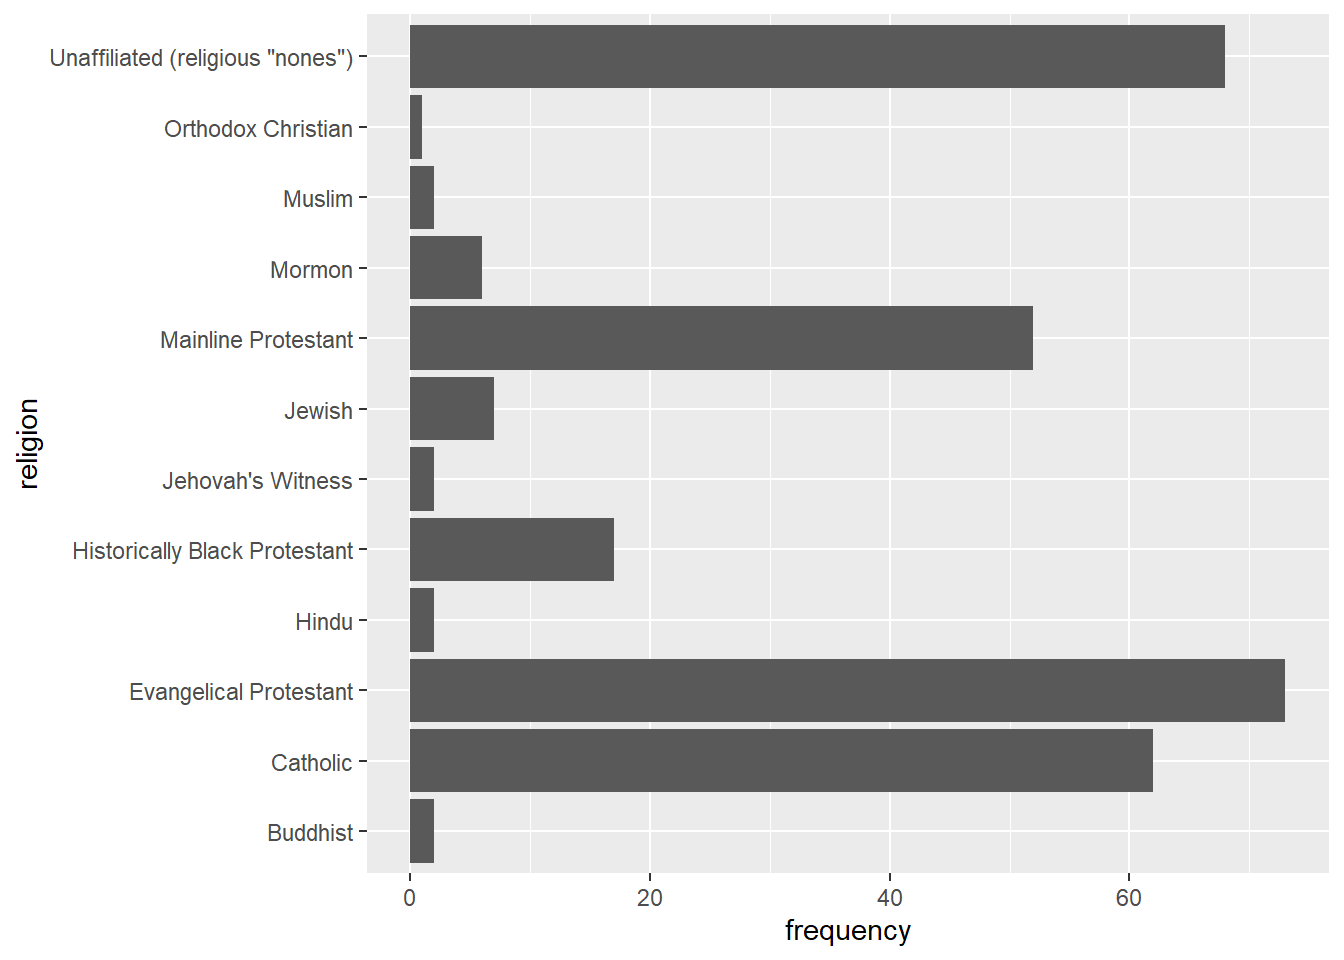 Unaffiliated (religious "nones")
Orthodox Christian
Muslim
Mormon
Mainline Protestant
Jewish
Jehovah's Witness
Historically Black Protestant
Hindu
Evangelical Protestant
Catholic
Buddhist
religion
0 20 40 60
frequency